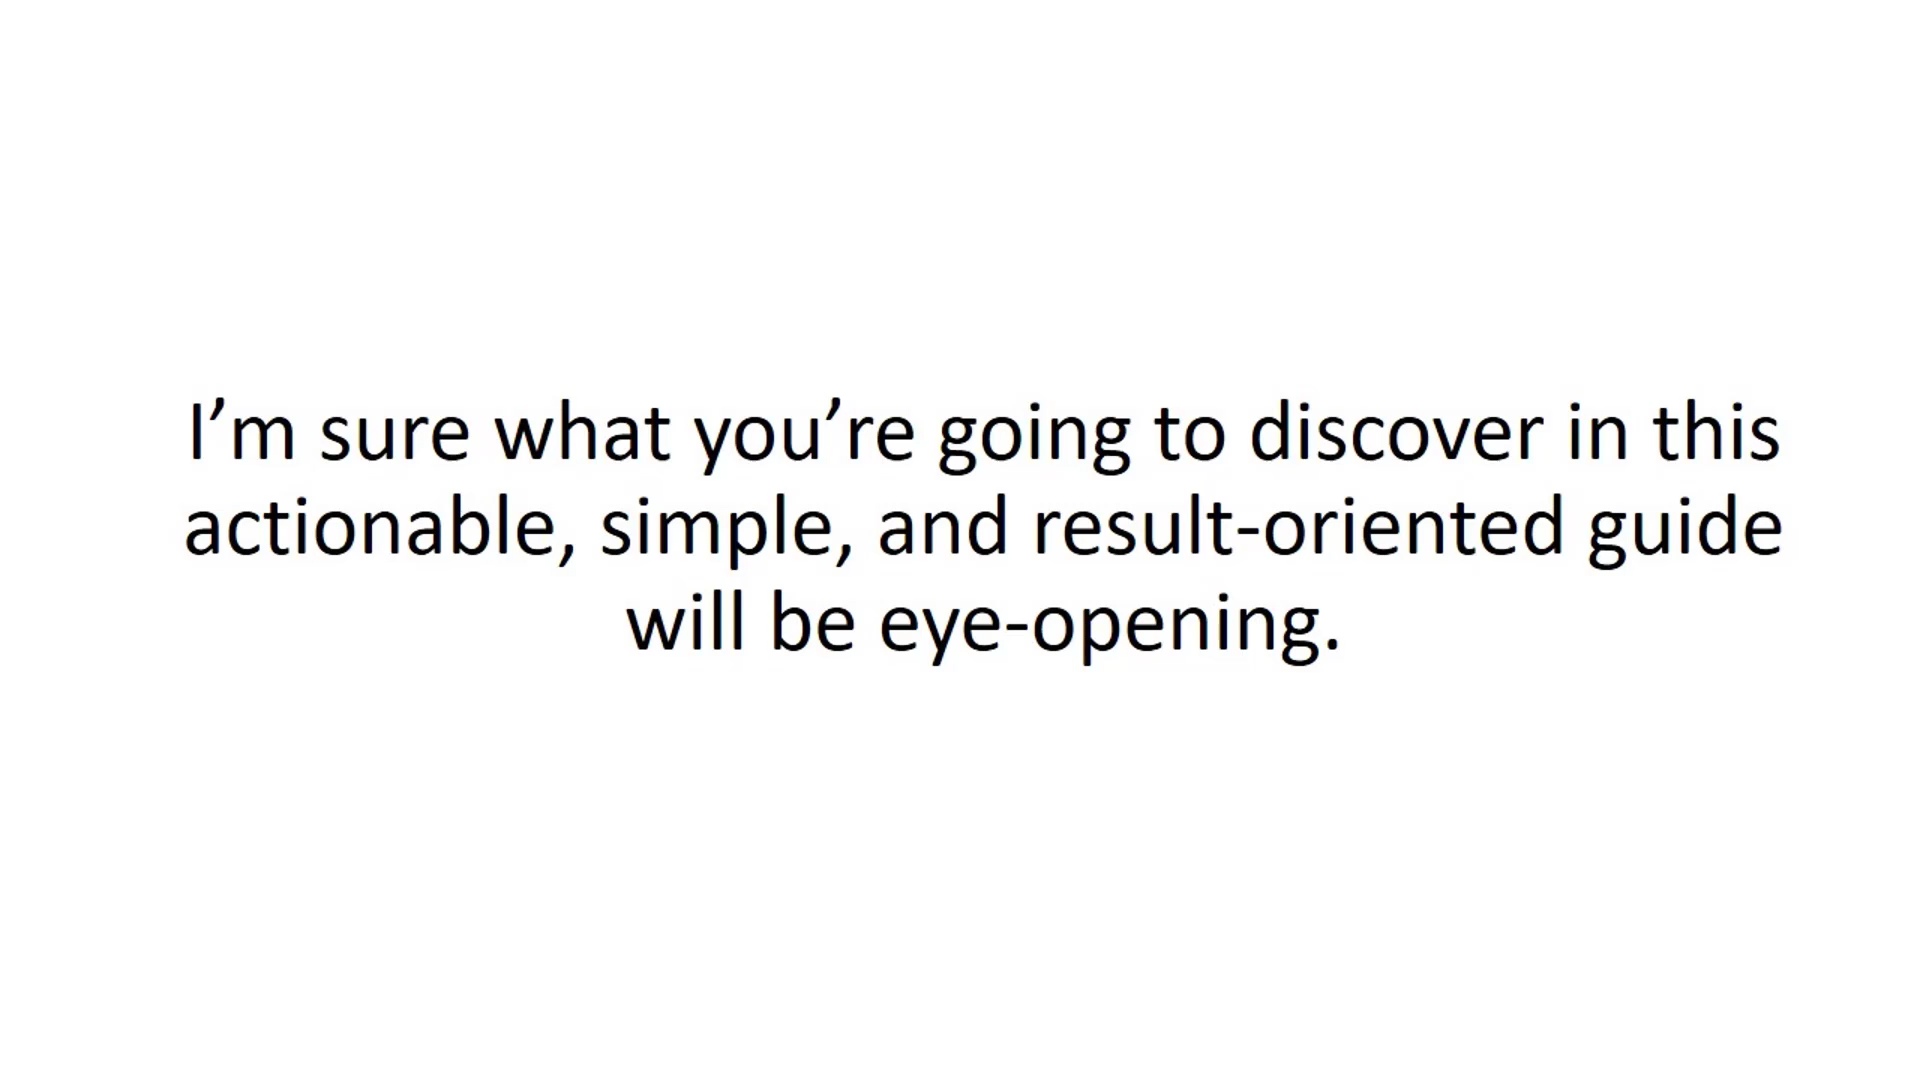 I’m sure what you’re going to discover in this
actionable, simple, and result-oriented guide
will be eye-opening.